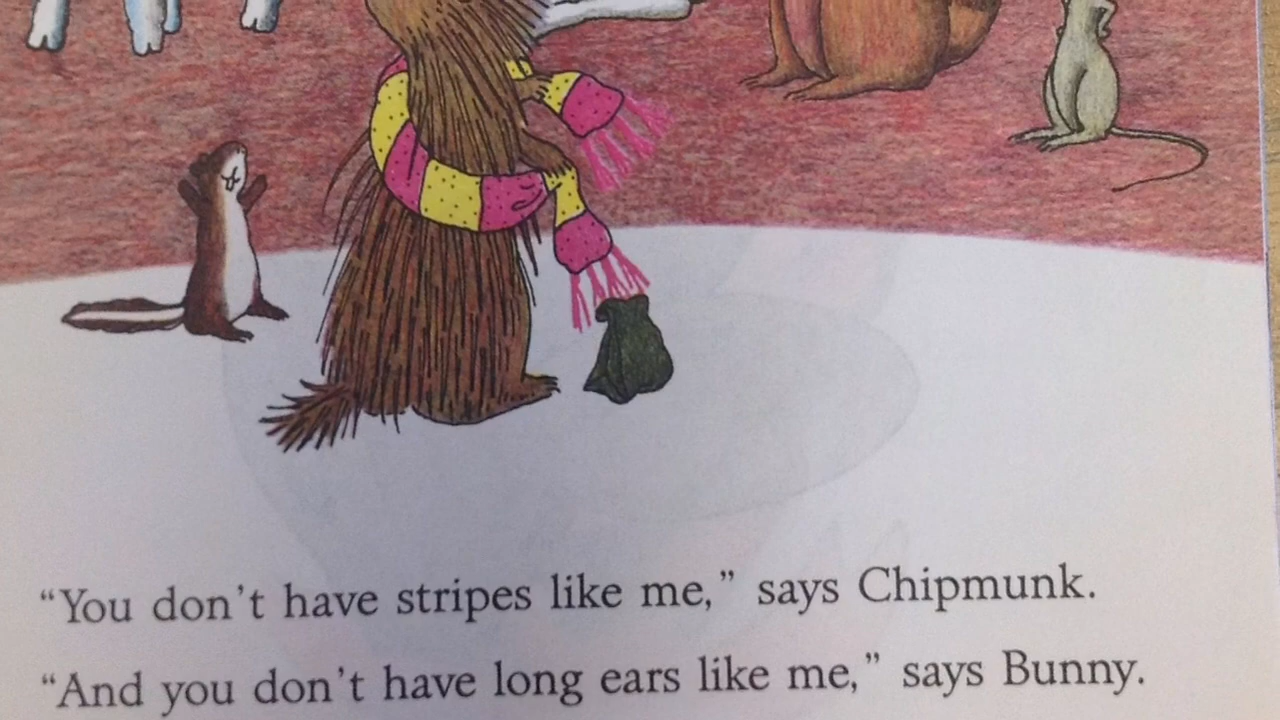 “You don’t have stripes like me,” says Chipmunk.
“And you don’t have long ears like me,” says Bunny.